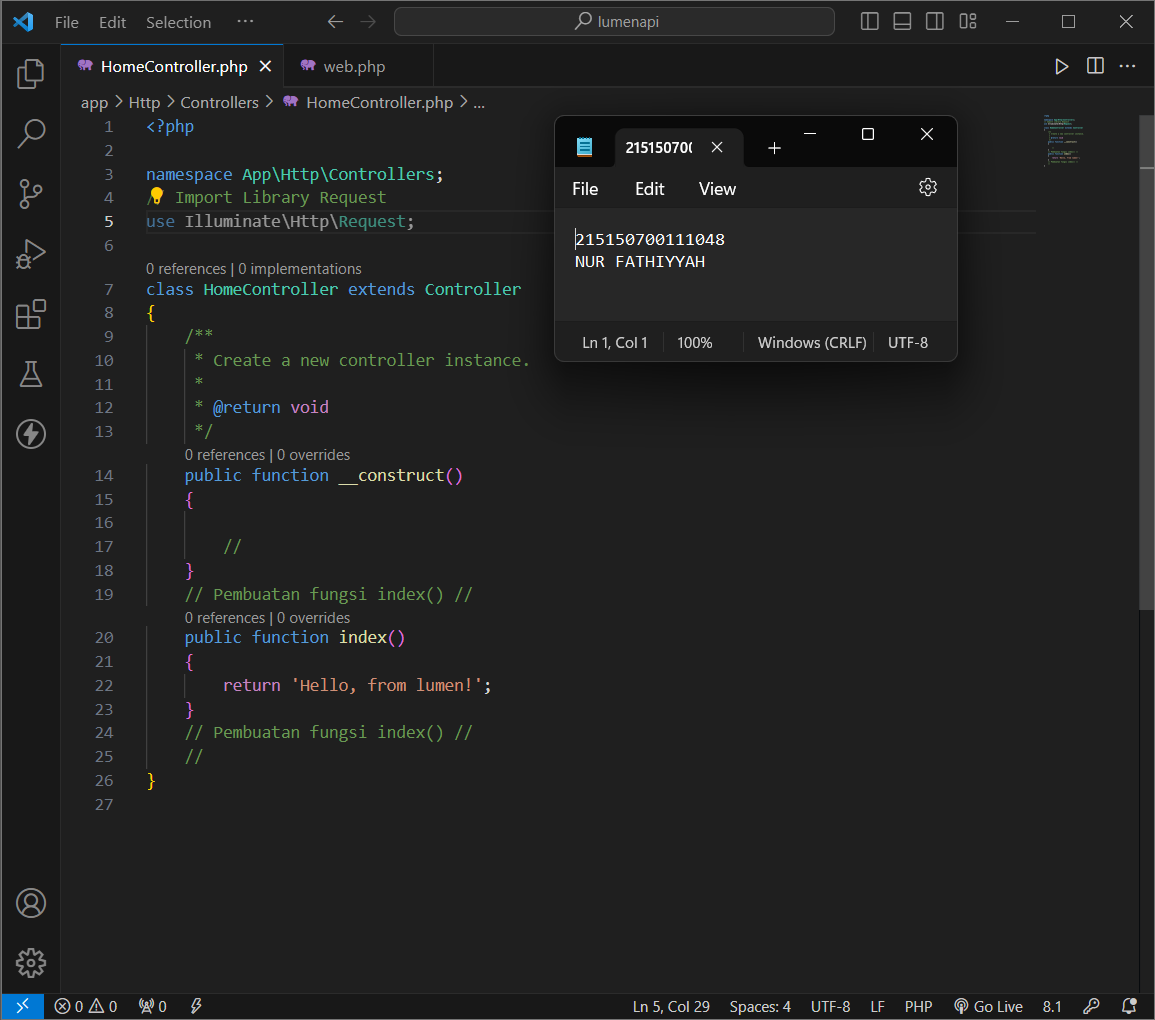 File Edit Selection ··· lumenapi
HomeController.php web.php
app > Http > Controllers > HomeController.php > ...
1 <?php
2
3 namespace App\Http\Controllers;
4 // Import Library Request
5 use Illuminate\Http\Request;
6
0 references | 0 implementations
7 class HomeController extends Controller
8 {
9 /**
10 * Create a new controller instance.
11 *
12 * @return void
13 */
0 references | 0 overrides
14 public function __construct()
15 {
16
17 //
18 }
19 // Pembuatan fungsi index() //
0 references | 0 overrides
20 public function index()
21 {
22 return 'Hello, from lumen!';
23 }
24 // Pembuatan fungsi index() //
25 //
26 }
27
21515070
File Edit View
215150700111048
NUR FATHIYYAH
Ln 1, Col 1 100% Windows (CRLF) UTF-8
0 0 0 Ln 5, Col 29 Spaces: 4 UTF-8 LF PHP Go Live 8.1